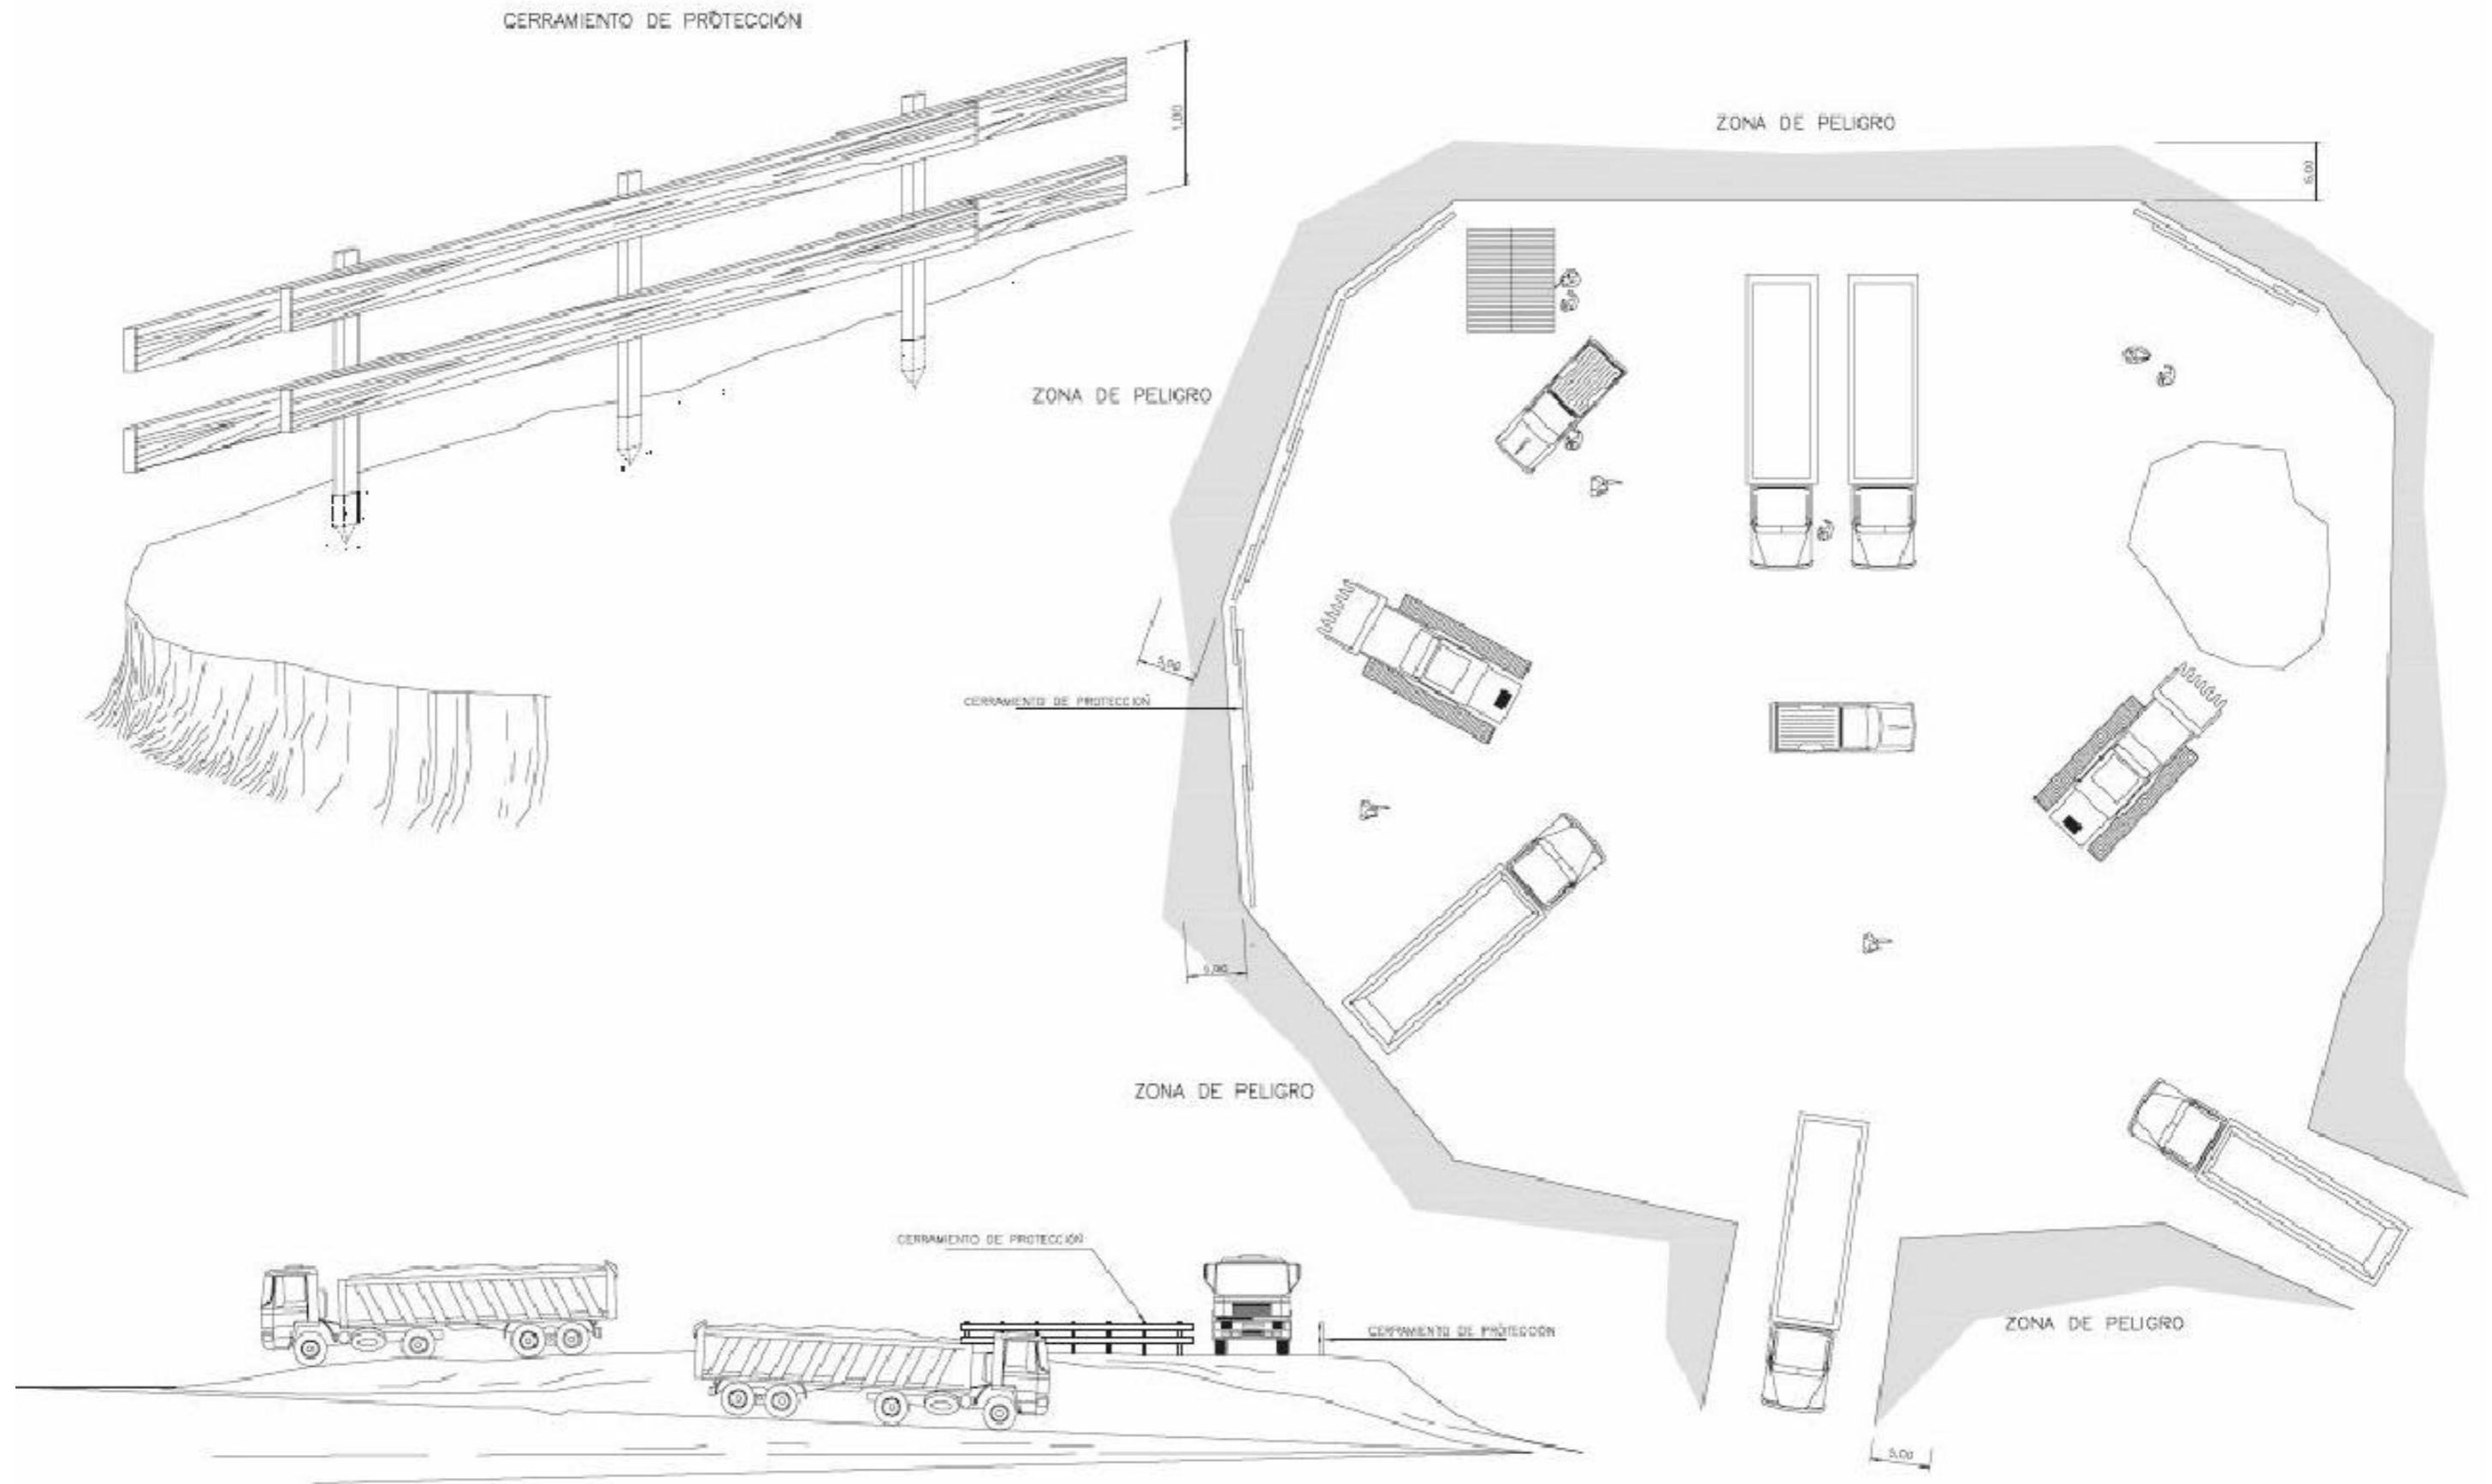 CERRAMIENTO DE PROTECCIÓN
1,00
ZONA DE PELIGRO
5,00
ZONA DE PELIGRO
5,00
CERRAMIENTO DE PROTECCIÓN
5,00
ZONA DE PELIGRO
CERRAMIENTO DE PROTECCIÓN
CERRAMIENTO DE PROTECCIÓN
ZONA DE PELIGRO
5,00